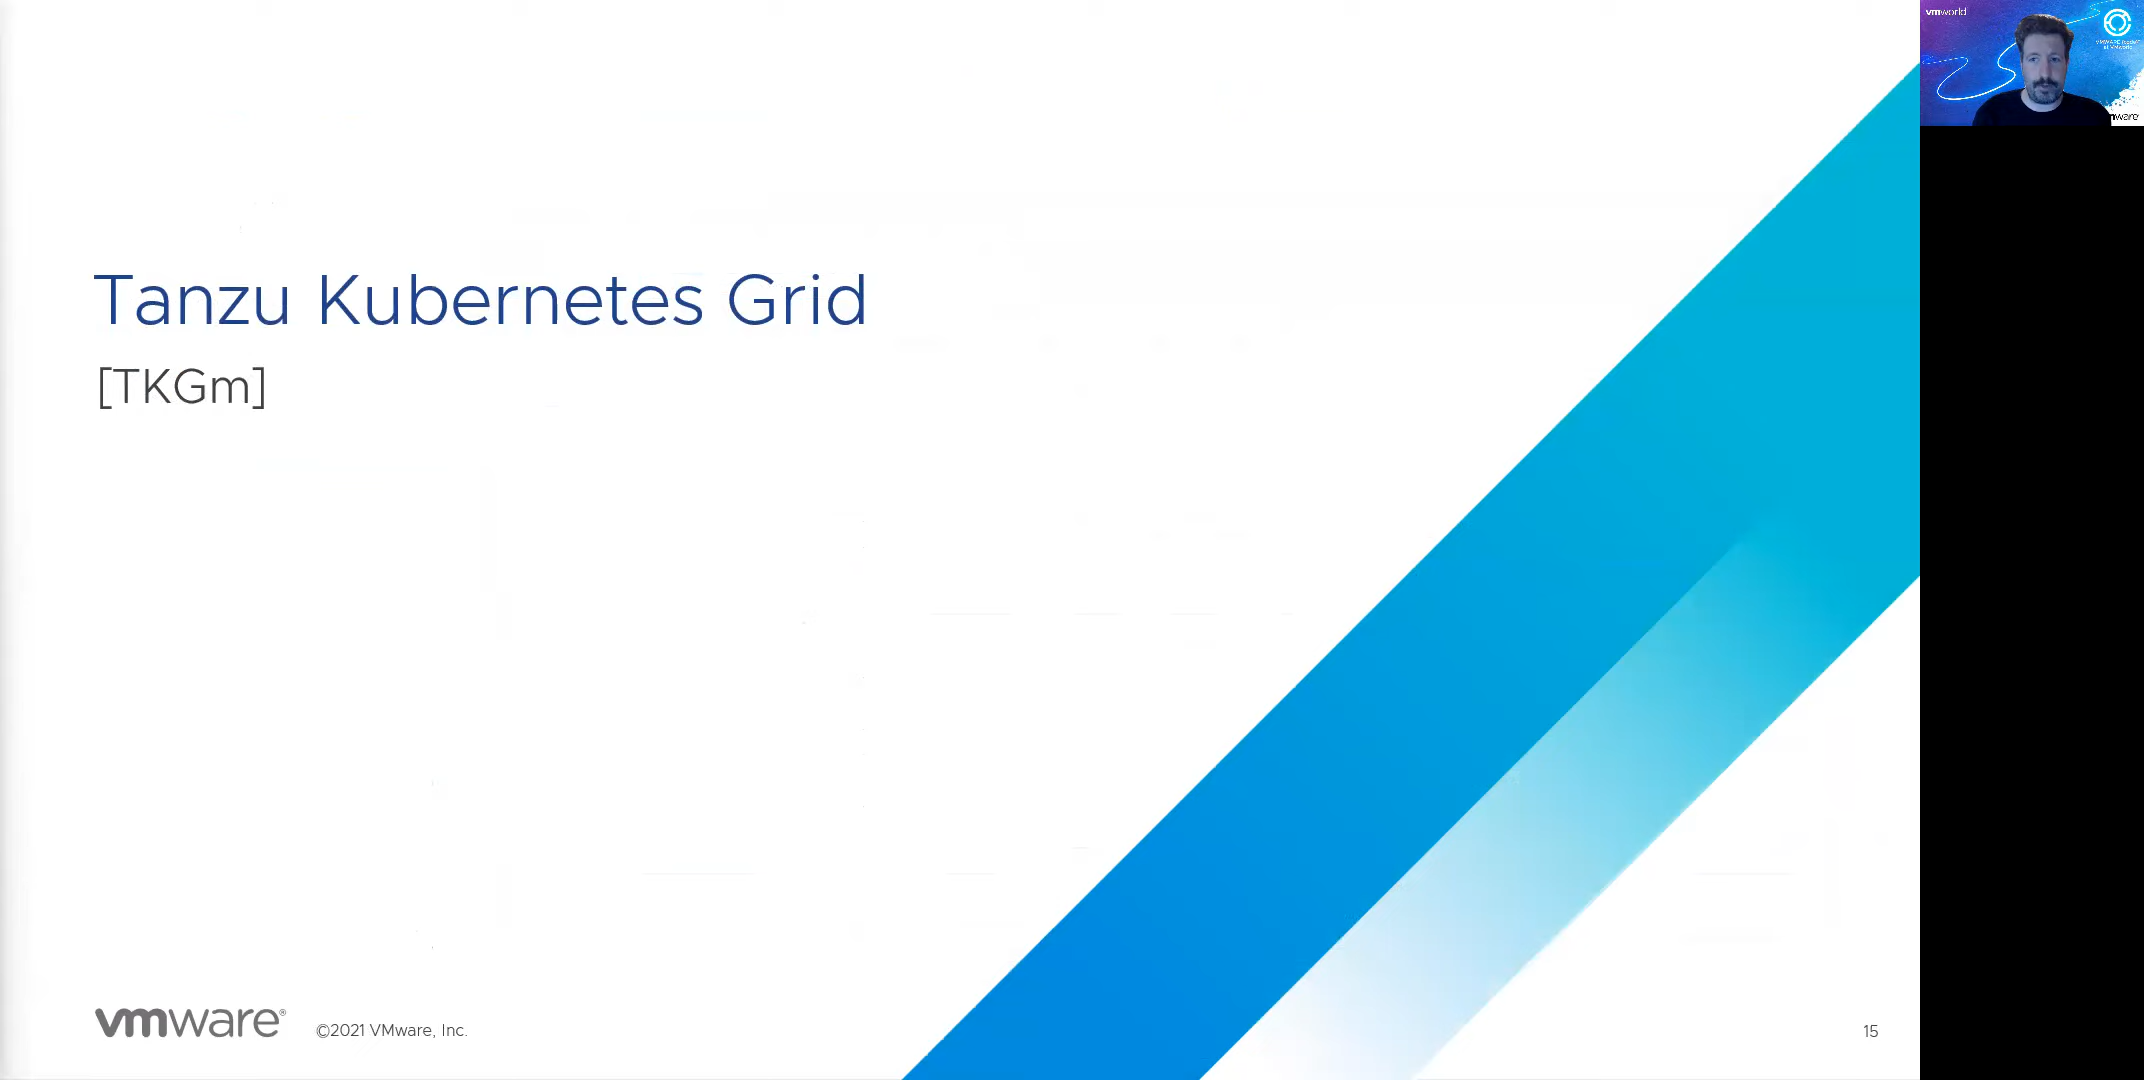 Tanzu Kubernetes Grid
[TKGm]
vmware®
©2021 VMware, Inc.
15
vmworld